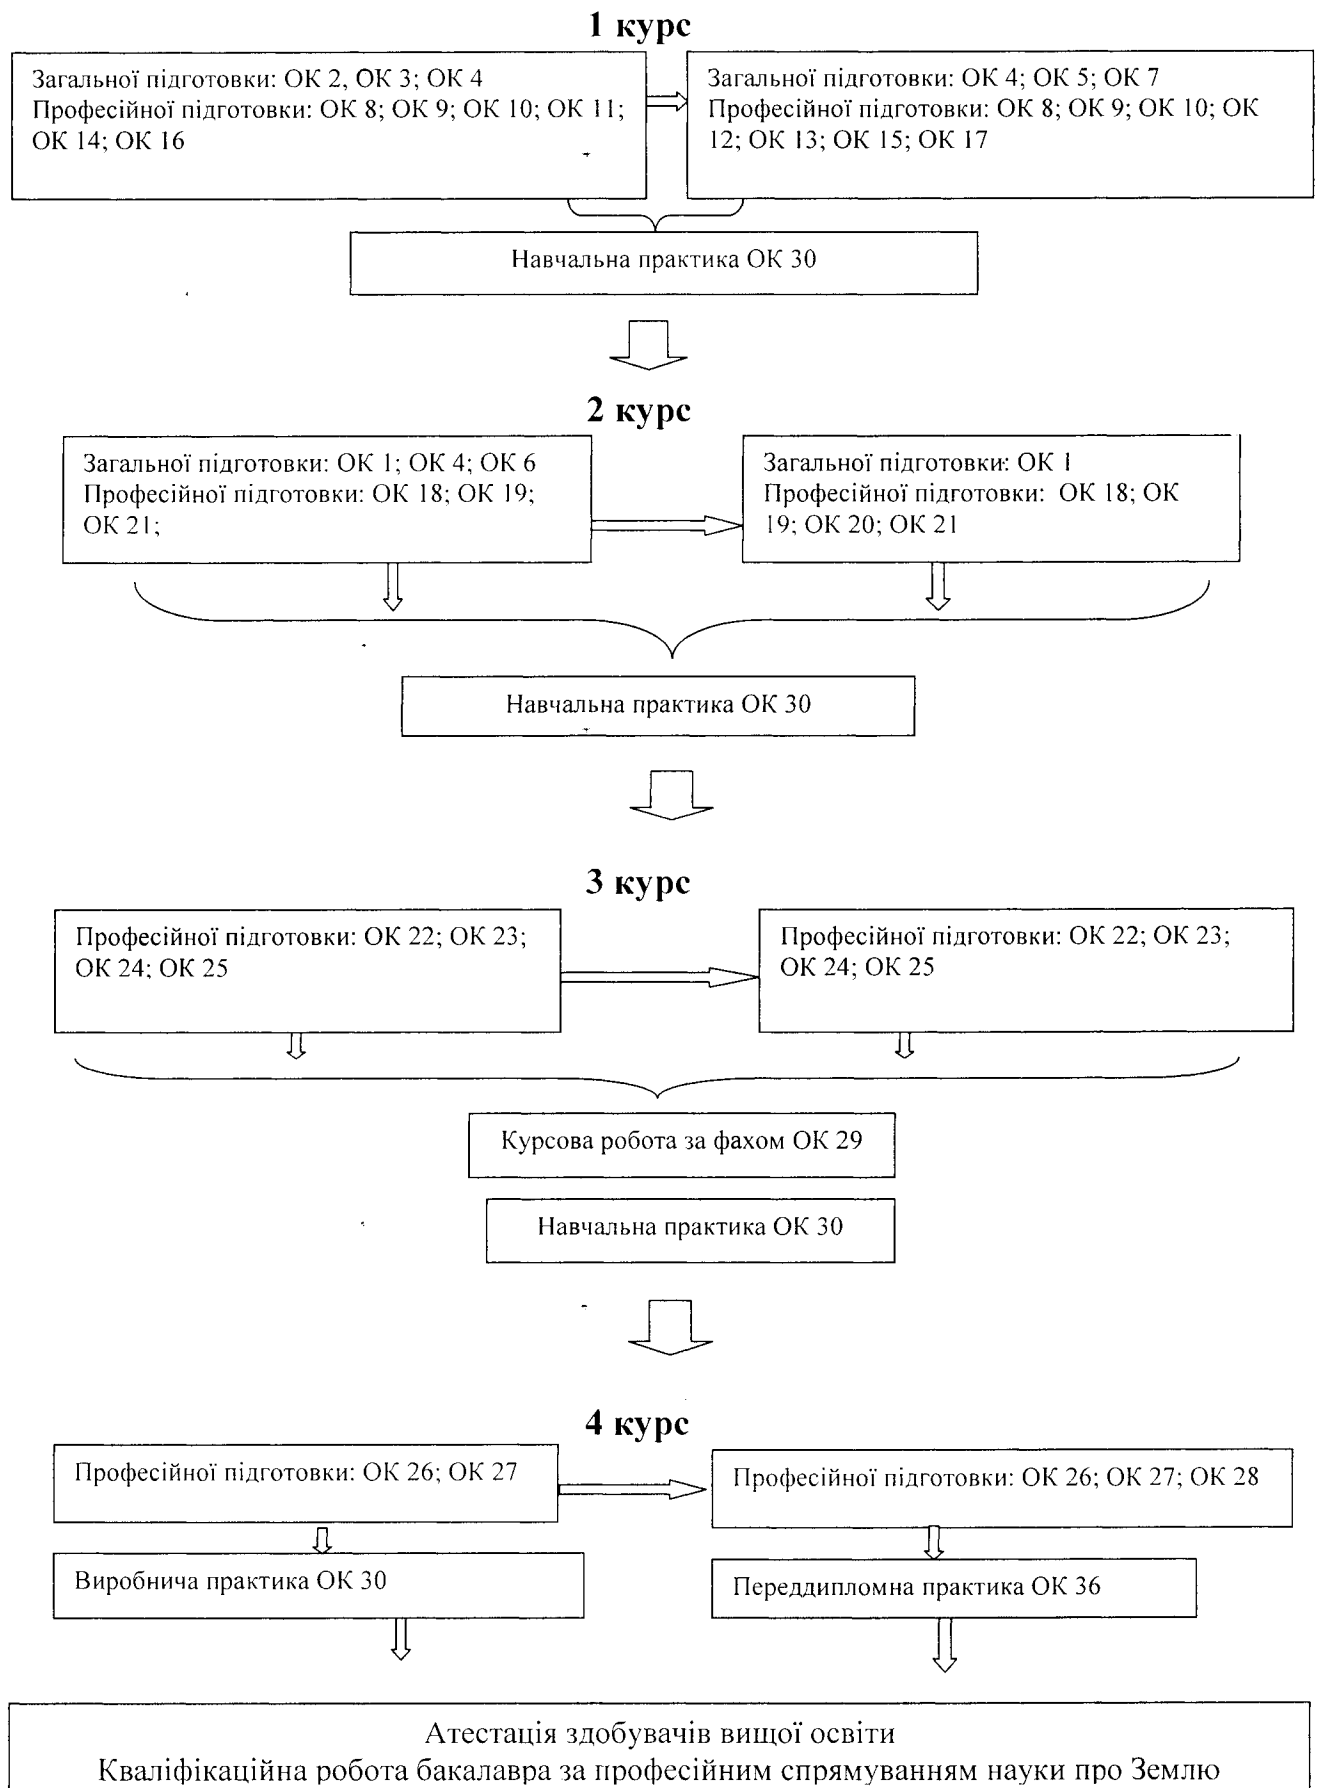 1 курс
Загальної підготовки: ОК 2, ОК 3; ОК 4
Професійної підготовки: ОК 8; ОК 9; ОК 10; ОК 11;
ОК 14; ОК 16
Загальної підготовки: ОК 4; ОК 5; ОК 7
Професійної підготовки: ОК 8; ОК 9; ОК 10; ОК
12; ОК 13; ОК 15; ОК 17
Навчальна практика ОК 30
2 курс
Загальної підготовки: ОК 1; ОК 4; ОК 6
Професійної підготовки: ОК 18; ОК 19;
ОК 21;
Загальної підготовки: ОК 1
Професійної підготовки: ОК 18; ОК
19; ОК 20; ОК 21
Навчальна практика ОК 30
3 курс
Професійної підготовки: ОК 22; ОК 23;
ОК 24; ОК 25
Професійної підготовки: ОК 22; ОК 23;
ОК 24; ОК 25
Курсова робота за фахом ОК 29
Навчальна практика ОК 30
4 курс
Професійної підготовки: ОК 26; ОК 27
Професійної підготовки: ОК 26; ОК 27; ОК 28
Виробнича практика ОК 30
Переддипломна практика ОК 36
Атестація здобувачів вищої освіти
Кваліфікаційна робота бакалавра за професійним спрямуванням науки про Землю